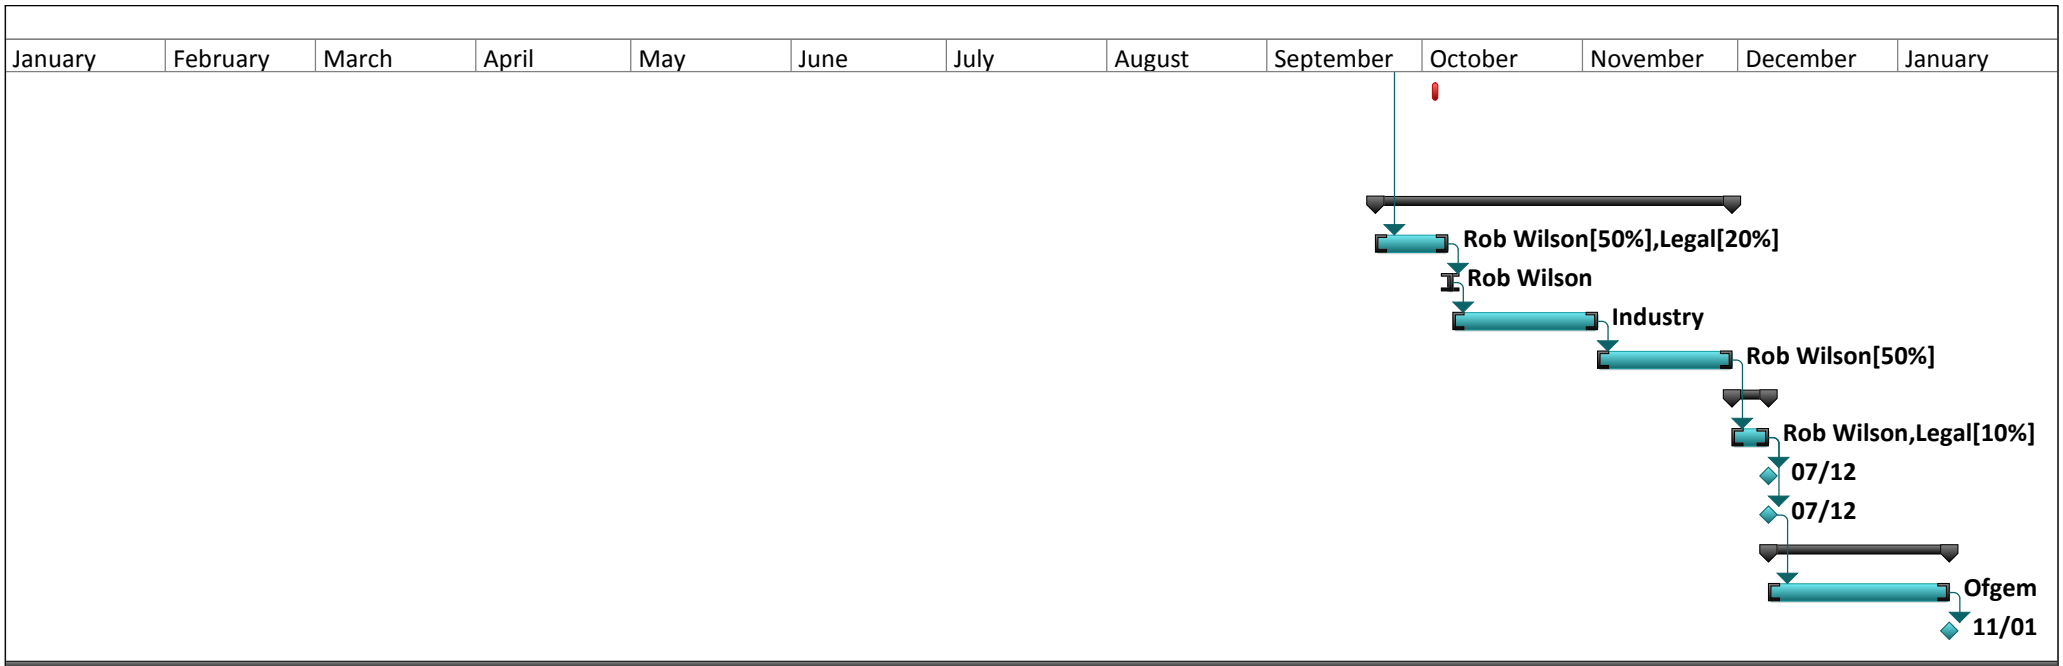 January February March April May June July August September October November December January
Rob Wilson[50%],Legal[20%]
Rob Wilson
Industry
Rob Wilson[50%]
Rob Wilson,Legal[10%]
07/12
07/12
Ofgem
11/01